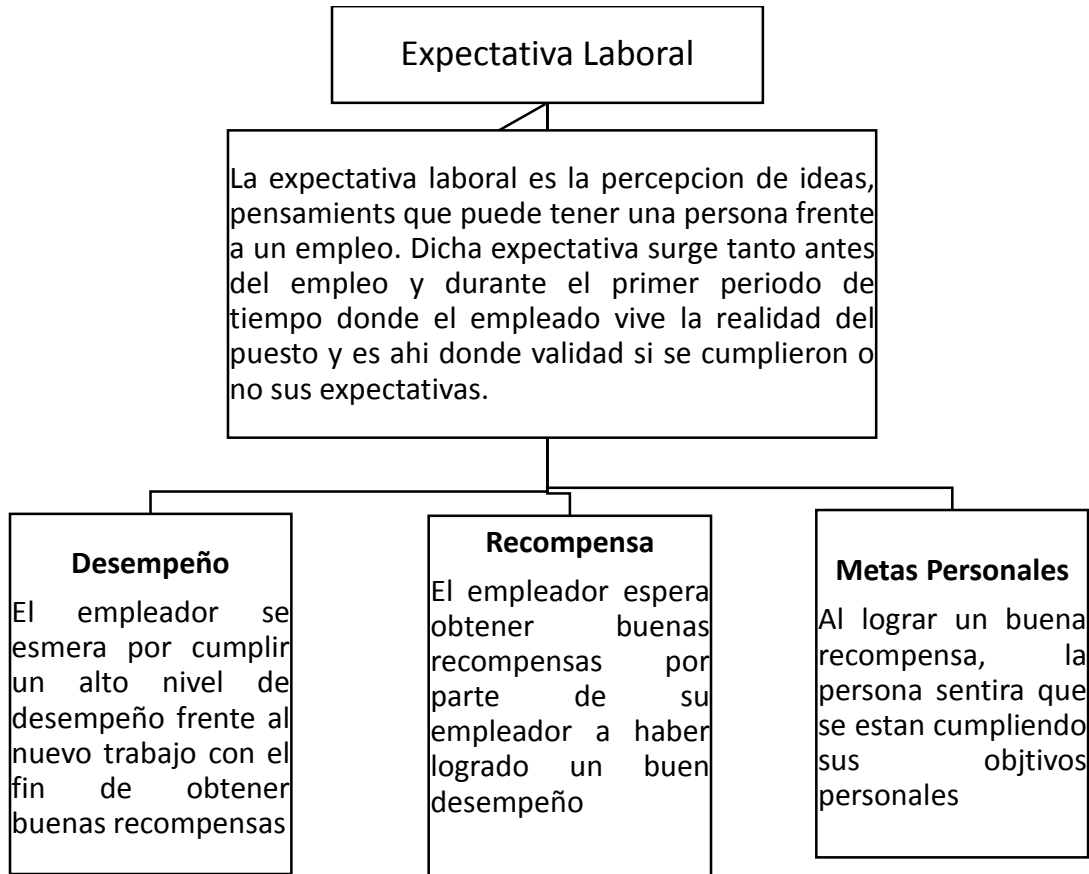 Expectativa Laboral
La expectativa laboral es la percepcion de ideas,
pensamients que puede tener una persona frente
a un empleo. Dicha expectativa surge tanto antes
del empleo y durante el primer periodo de
tiempo donde el empleado vive la realidad del
puesto y es ahi donde validad si se cumplieron o
no sus expectativas.
Desempeño
El empleador se
esmera por cumplir
un alto nivel de
desempeño frente al
nuevo trabajo con el
fin de obtener
buenas recompensas
Recompensa
El empleador espera
obtener buenas
recompensas por
parte de su
empleador a haber
logrado un buen
desempeño
Metas Personales
Al lograr un buena
recompensa, la
persona sentira que
se estan cumpliendo
sus objtivos
personales